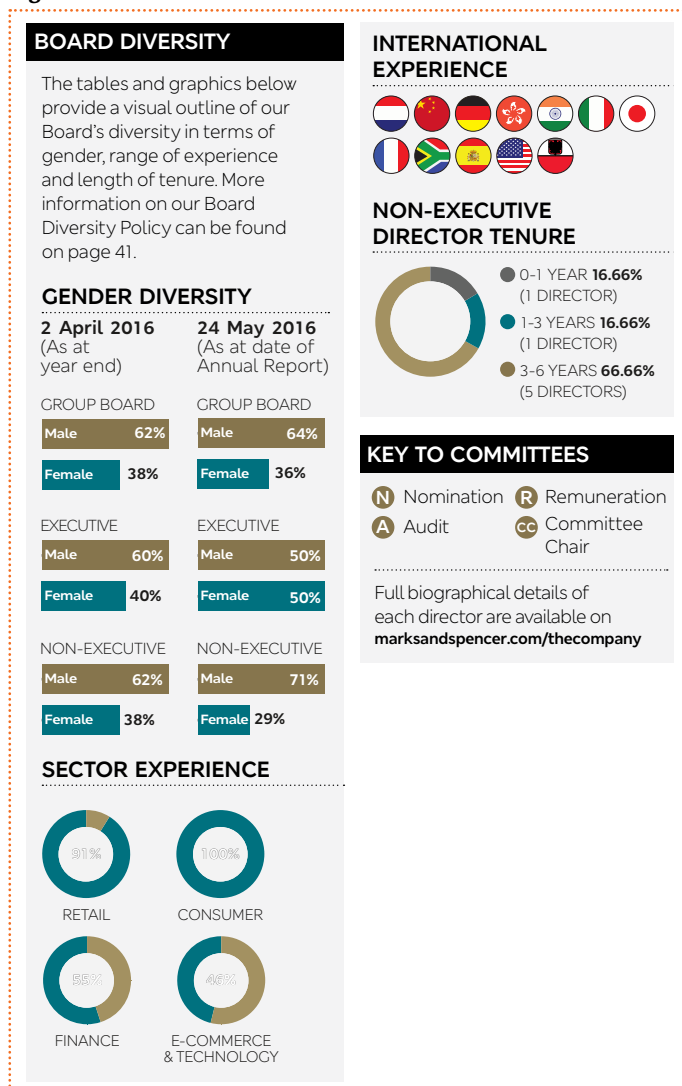 BOARD DIVERSITY
The tables and graphics below
provide a visual outline of our
Board's diversity in terms of
gender, range of experience
and length of tenure. More
information on our Board
Diversity Policy can be found
on page 41.
GENDER DIVERSITY
2 April 2016
(As at
year end)
GROUP BOARD
Male 62%
Female 38%
EXECUTIVE
Male 60%
Female 40%
NON-EXECUTIVE
Male 62%
Female 38%
24 May 2016
(As at date of
Annual Report)
GROUP BOARD
Male 64%
Female 36%
EXECUTIVE
Male 50%
Female 50%
NON-EXECUTIVE
Male 71%
Female 29%
SECTOR EXPERIENCE
91%
RETAIL
100%
CONSUMER
55%
FINANCE
46%
E-COMMERCE
& TECHNOLOGY
INTERNATIONAL
EXPERIENCE
NON-EXECUTIVE
DIRECTOR TENURE
0-1 YEAR 16.66%
(1 DIRECTOR)
1-3 YEARS 16.66%
(1 DIRECTOR)
3-6 YEARS 66.66%
(5 DIRECTORS)
KEY TO COMMITTEES
N Nomination
R Remuneration
A Audit
CC Committee
Chair
Full biographical details of
each director are available on
marksandspencer.com/thecompany